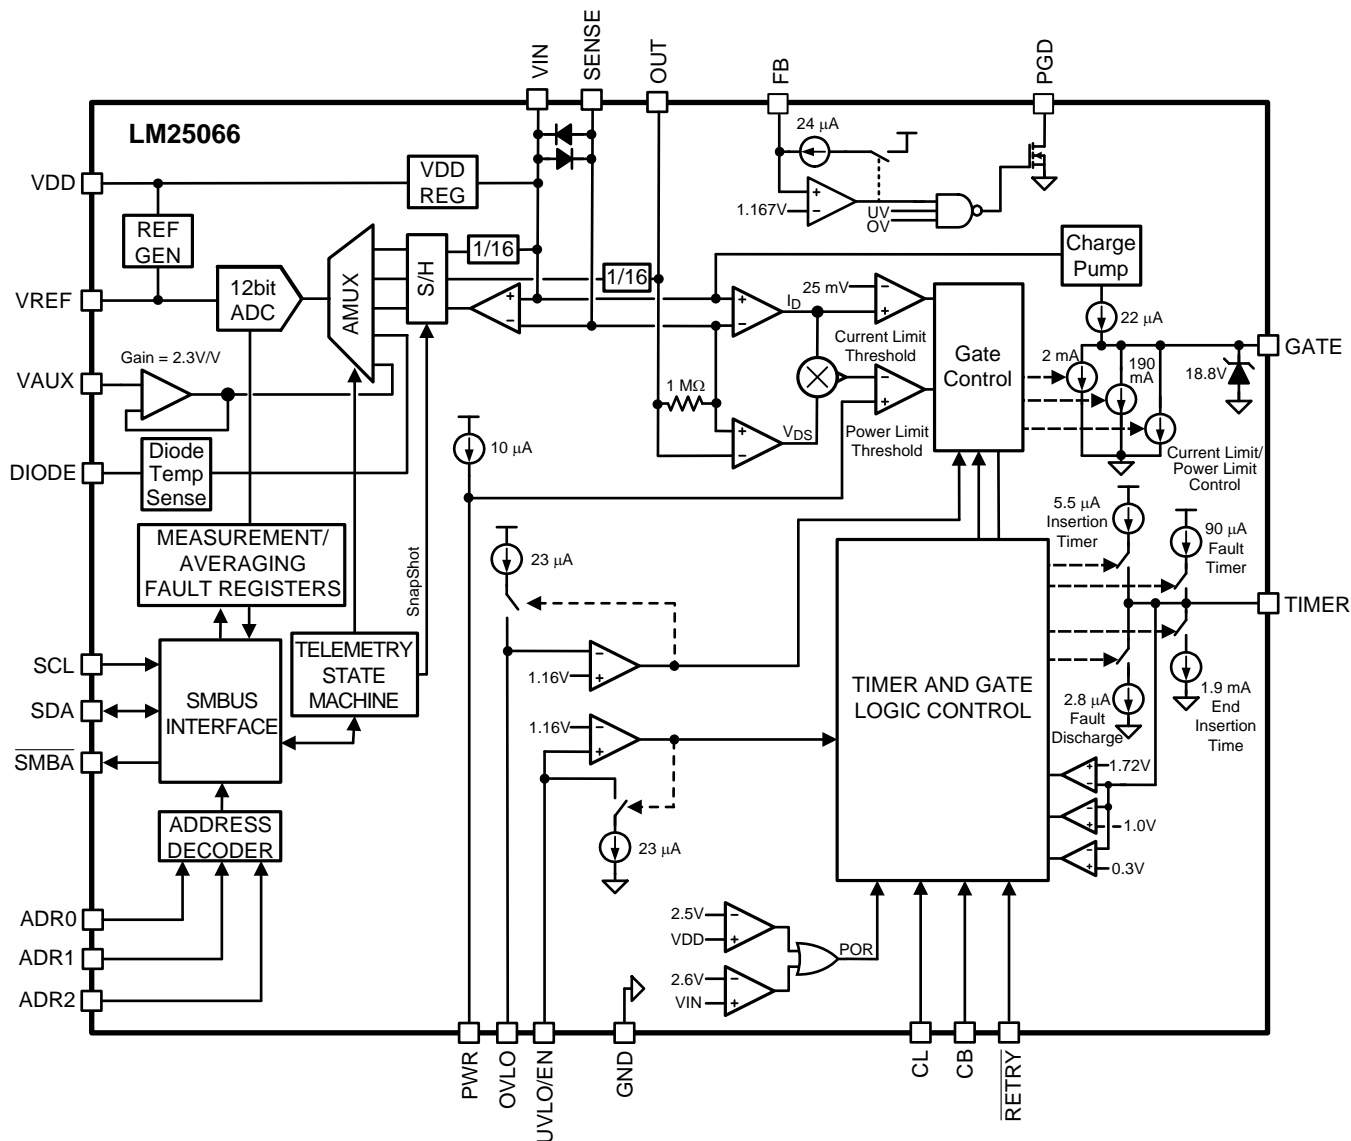 VIN
SENSE
OUT
FB
PGD
LM25066
24 µA
VDD
VDD
REG
1.167V
+
−
UV
OV
REF
GEN
Charge
Pump
1/16
1/16
S/H
AMUX
12bit
ADC
VREF
+
−
+
−
I_D
25 mV
−
+
22 µA
GATE
Gain = 2.3V/V
VAUX
Current Limit
Threshold
Gate
Control
2 mA
190
mA
18.8V
1 MΩ
−
+
+
−
V_DS
Power Limit
Threshold
10 µA
DIODE
Diode
Temp
Sense
Current Limit/
Power Limit
Control
5.5 µA
Insertion
Timer
90 µA
Fault
Timer
MEASUREMENT/
AVERAGING
FAULT REGISTERS
SnapShot
23 µA
TIMER
SCL
SDA
SMBA
SMBUS
INTERFACE
TELEMETRY
STATE
MACHINE
−
+
1.16V
TIMER AND GATE
LOGIC CONTROL
2.8 µA
Fault
Discharge
1.9 mA
End
Insertion
Time
1.16V
−
+
+
−
1.72V
−
+
1.0V
−
+
0.3V
23 µA
ADDRESS
DECODER
ADR0
ADR1
ADR2
2.5V
VDD
−
+
2.6V
VIN
−
+
POR
PWR
OVLO
UVLO/EN
GND
CL
CB
RETRY